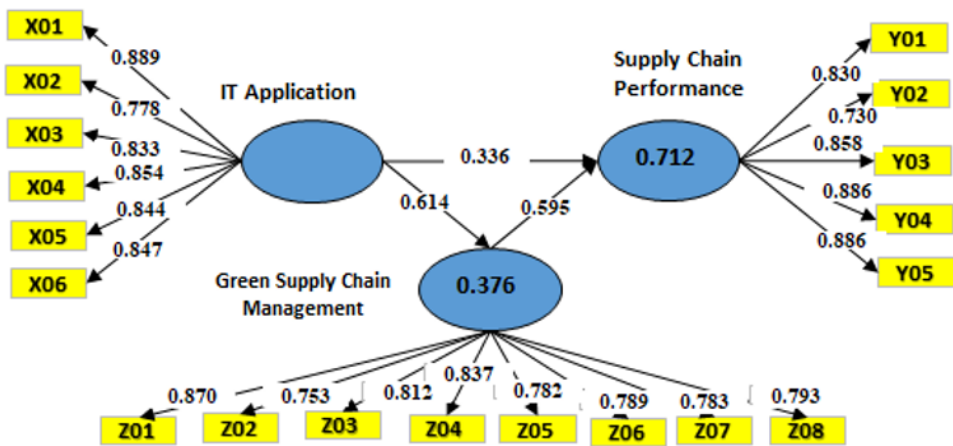 X01
0.889
X02
0.778
X03
0.833
X04
0.854
X05
0.844
X06
0.847
IT Application
0.336
0.614
0.595
Supply Chain
Performance
0.712
Y01
0.830
Y02
0.730
Y03
0.858
Y04
0.886
Y05
0.886
Green Supply Chain
Management
0.376
0.870
0.753
0.812
0.837
0.782
0.789
0.783
0.793
Z01
Z02
Z03
Z04
Z05
Z06
Z07
Z08